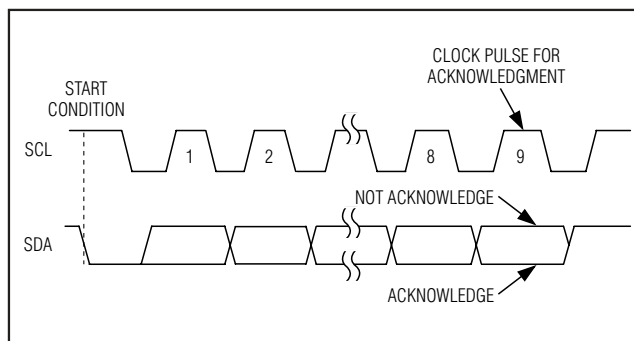 CLOCK PULSE FOR
ACKNOWLEDGMENT
START
CONDITION
SCL
1 2 8 9
NOT ACKNOWLEDGE
SDA
ACKNOWLEDGE